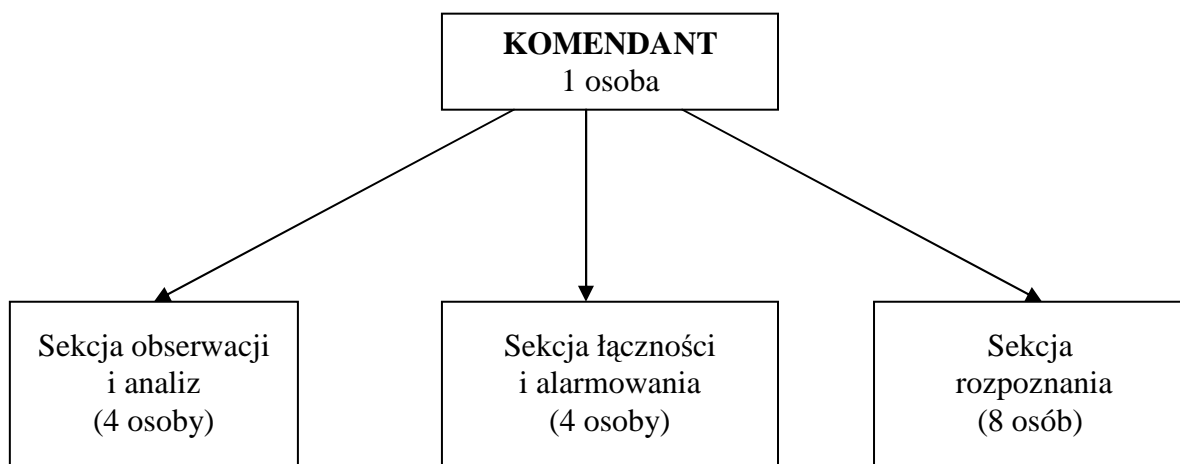 KOMENDANT
1 osoba
Sekcja obserwacji
i analiz
(4 osoby)
Sekcja łączności
i alarmowania
(4 osoby)
Sekcja
rozpoznania
(8 osób)